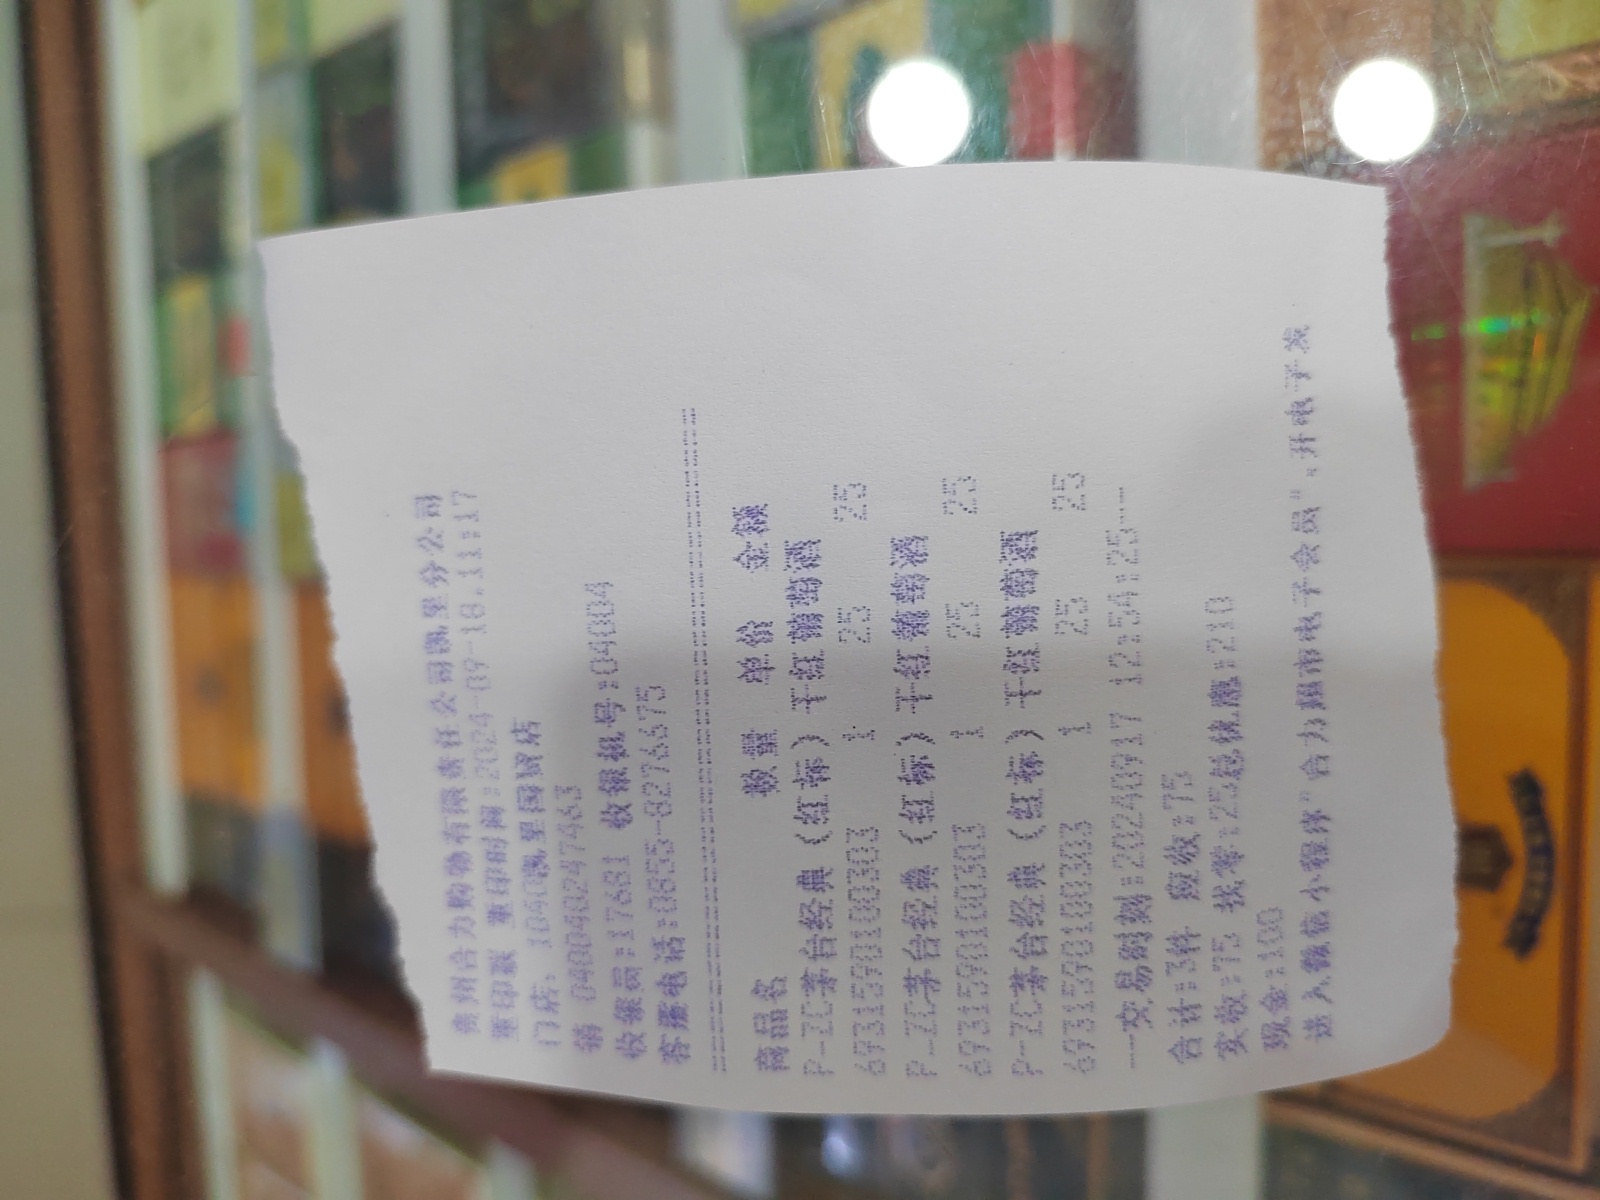 贵州合力购物有限责任公司凯里分公司
重印联 重印时间:2024-09-18.11:17
门店: 1040凯里国贸店
销 040040247463
收银员:17681 收银机号:04004
客服电话:0855-8276675
商品名 数量 单价 金额
P-ZC茅台经典(红标)干红葡萄酒
6931590100303 1 25 25
P-ZC茅台经典(红标)干红葡萄酒
6931590100303 1 25 25
P-ZC茅台经典(红标)干红葡萄酒
6931590100303 1 25 25
---交易时刻:20240917 12:54:25---
合计:3件 应收:75
实收:75 找零:25总优惠:210
现金:100
进入微信小程序"合力超市电子会员",开电子发